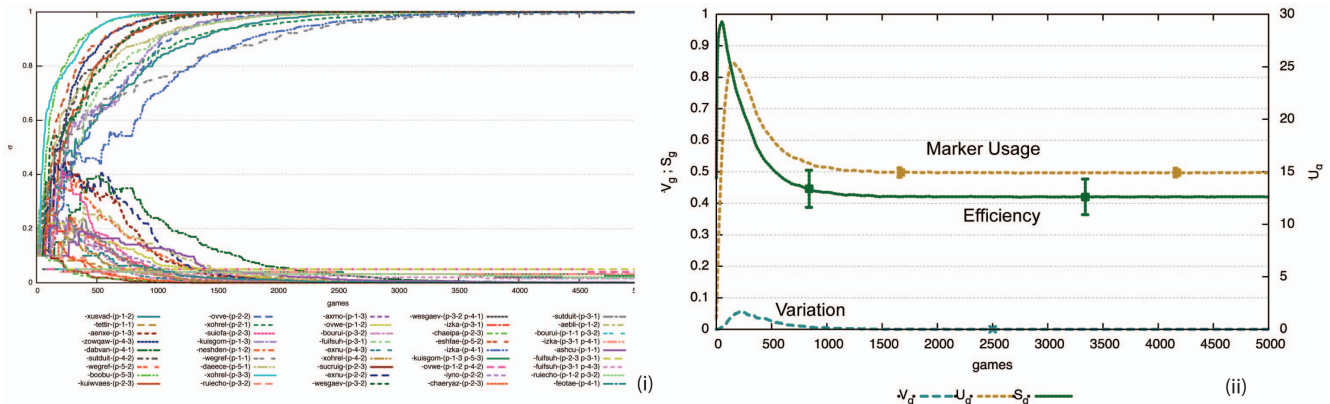 1
0.8
0.6
0.4
0.2
0
σ
0 500 1000 1500 2000 2500 3000 3500 4000 4500 5
games
-xusvad-(p-1-2)
-tettir-(p-1-1)
-aenxe-(p-1-3)
-zowqaw-(p-4-3)
-dabvan-(p-4-1)
-sutduit-(p-4-2)
-wegref-(p-5-2)
-boobu-(p-5-3)
-kuiwvaes-(p-2-3)
-ovve-(p-2-2)
-xohrel-(p-2-1)
-suiofa-(p-2-3)
-kuisgom-(p-1-3)
-neshden-(p-1-2)
-wegref-(p-1-1)
-daeece-(p-5-1)
-xohrel-(p-3-3)
-ruiecho-(p-3-2)
-axmo-(p-1-3)
-ovwe-(p-1-2)
-bourui-(p-3-2)
-fuifsuh-(p-3-1)
-exnu-(p-4-3)
-xohrel-(p-4-2)
-sucruig-(p-2-3)
-exnu-(p-2-2)
-wesgaev-(p-3-2)
-wesgaev-(p-3-2 p-4-1)
-izka-(p-3-1)
-chaeipa-(p-2-3)
-eshfae-(p-5-2)
-izka-(p-4-1)
-kuisgom-(p-1-3 p-5-3)
-ovwe-(p-1-2 p-4-2)
-iyno-(p-2-2)
-chaeryaz-(p-2-3)
-sutduit-(p-3-1)
-aebli-(p-1-2)
-bourui-(p-1-1 p-3-2)
-izka-(p-3-1 p-4-1)
-ashcu-(p-1-1)
-fuifsuh-(p-2-3 p-3-1)
-fuifsuh-(p-3-1 p-4-3)
-ruiecho-(p-1-2 p-3-2)
-feotae-(p-4-1)
(i)
1
0.9
0.8
0.7
0.6
0.5
0.4
0.3
0.2
0.1
0
Vg ; Sg
30
25
20
15
10
5
0
Marker Usage
Efficiency
Variation
0 500 1000 1500 2000 2500 3000 3500 4000 4500 5000
games
(ii)